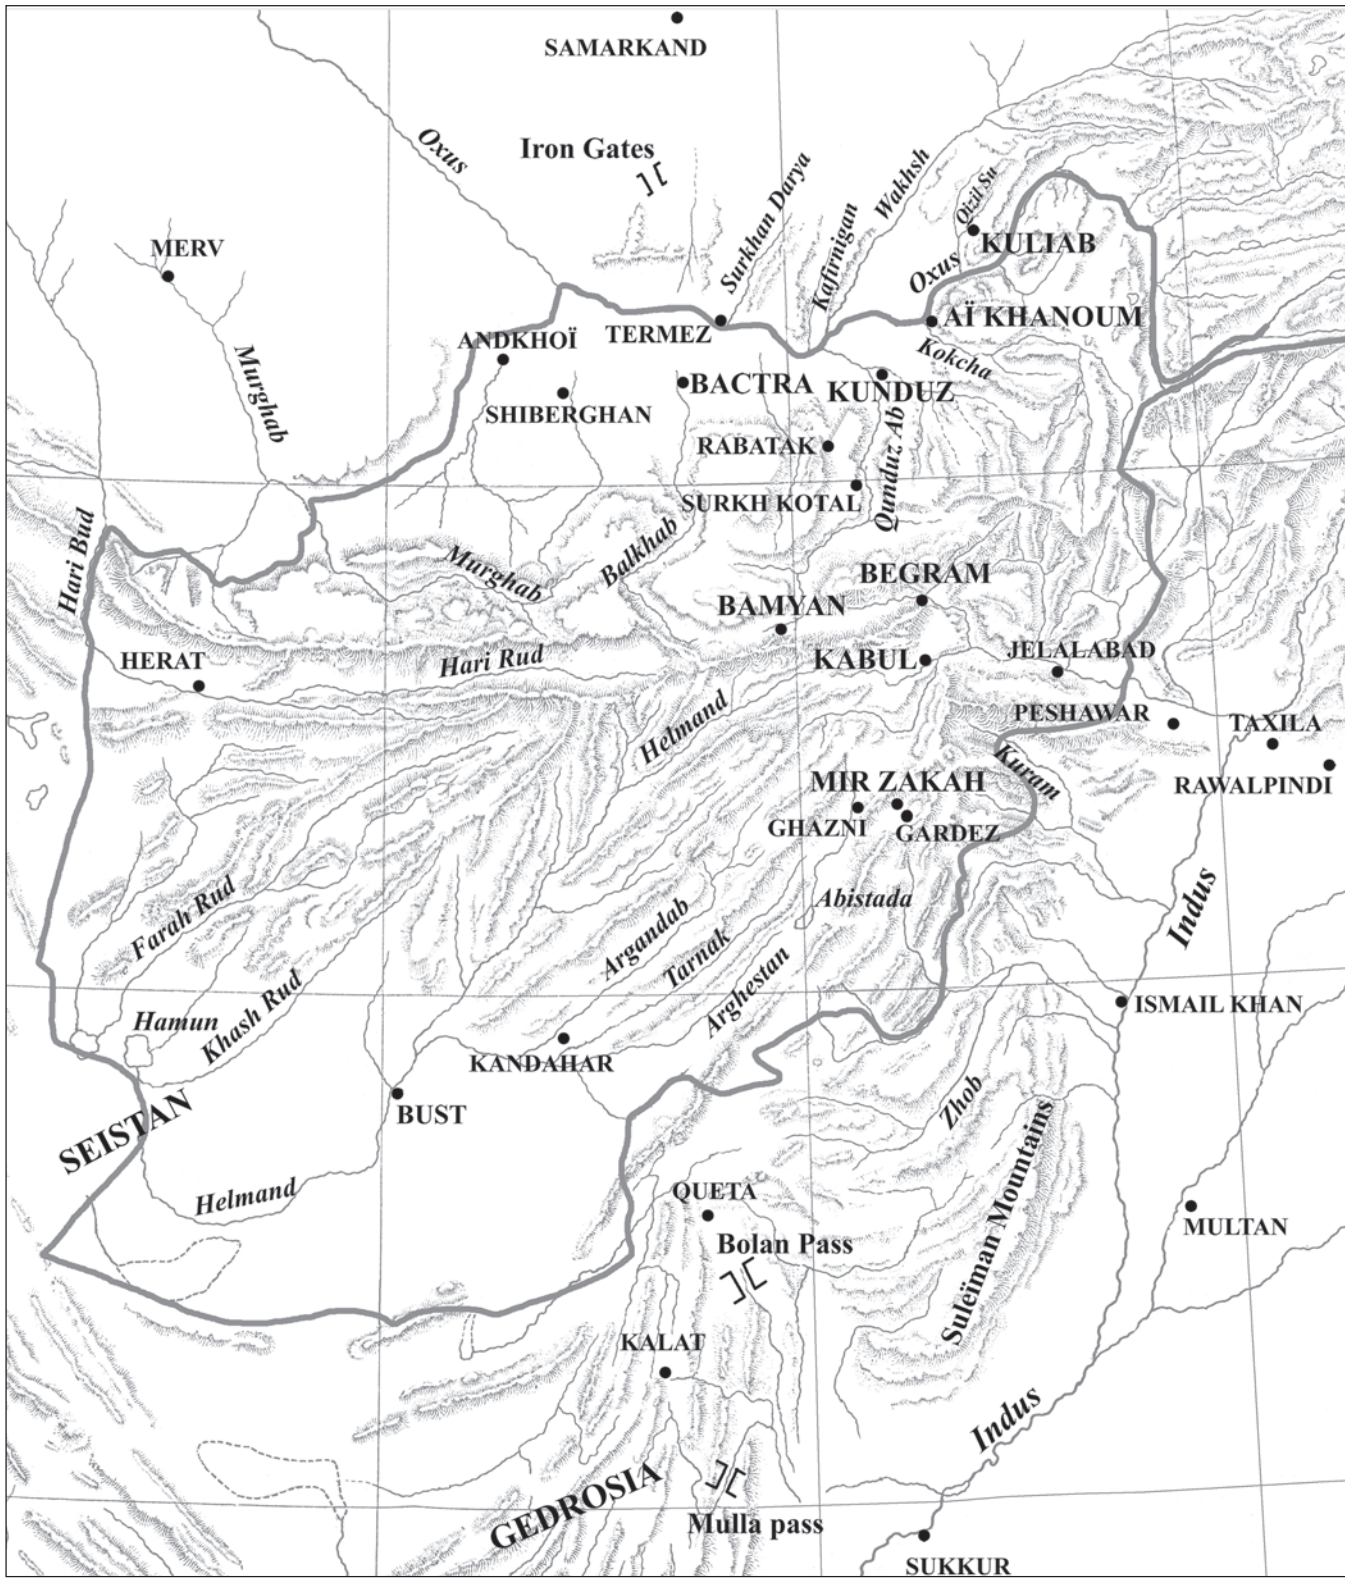 SAMARKAND
Oxus
Iron Gates
Surkhan Darya
Kafirnigan
Wakhsh
Qizil Su
MERV
KULIAB
Oxus
ANDKHOÏ
TERMEZ
AÏ KHANOUM
Kokcha
Murghab
SHIBERGHAN
BACTRA
KUNDUZ
RABATAK
Qunduz Ab
SURKH KOTAL
Hari Bud
Murghab
Balkhab
BEGRAM
BAMYAN
HERAT
Hari Rud
KABUL
JELALABAD
Helmand
PESHAWAR
TAXILA
Kuram
RAWALPINDI
MIR ZAKAH
GHAZNI
GARDEZ
Farah Rud
Abistada
Indus
Argandab
Tarnak
Arghestan
Hamun
Khash Rud
ISMAIL KHAN
KANDAHAR
BUST
SEISTAN
Zhob
Helmand
QUETA
Suleïman Mountains
MULTAN
Bolan Pass
KALAT
Indus
GEDROSIA
Mulla pass
SUKKUR